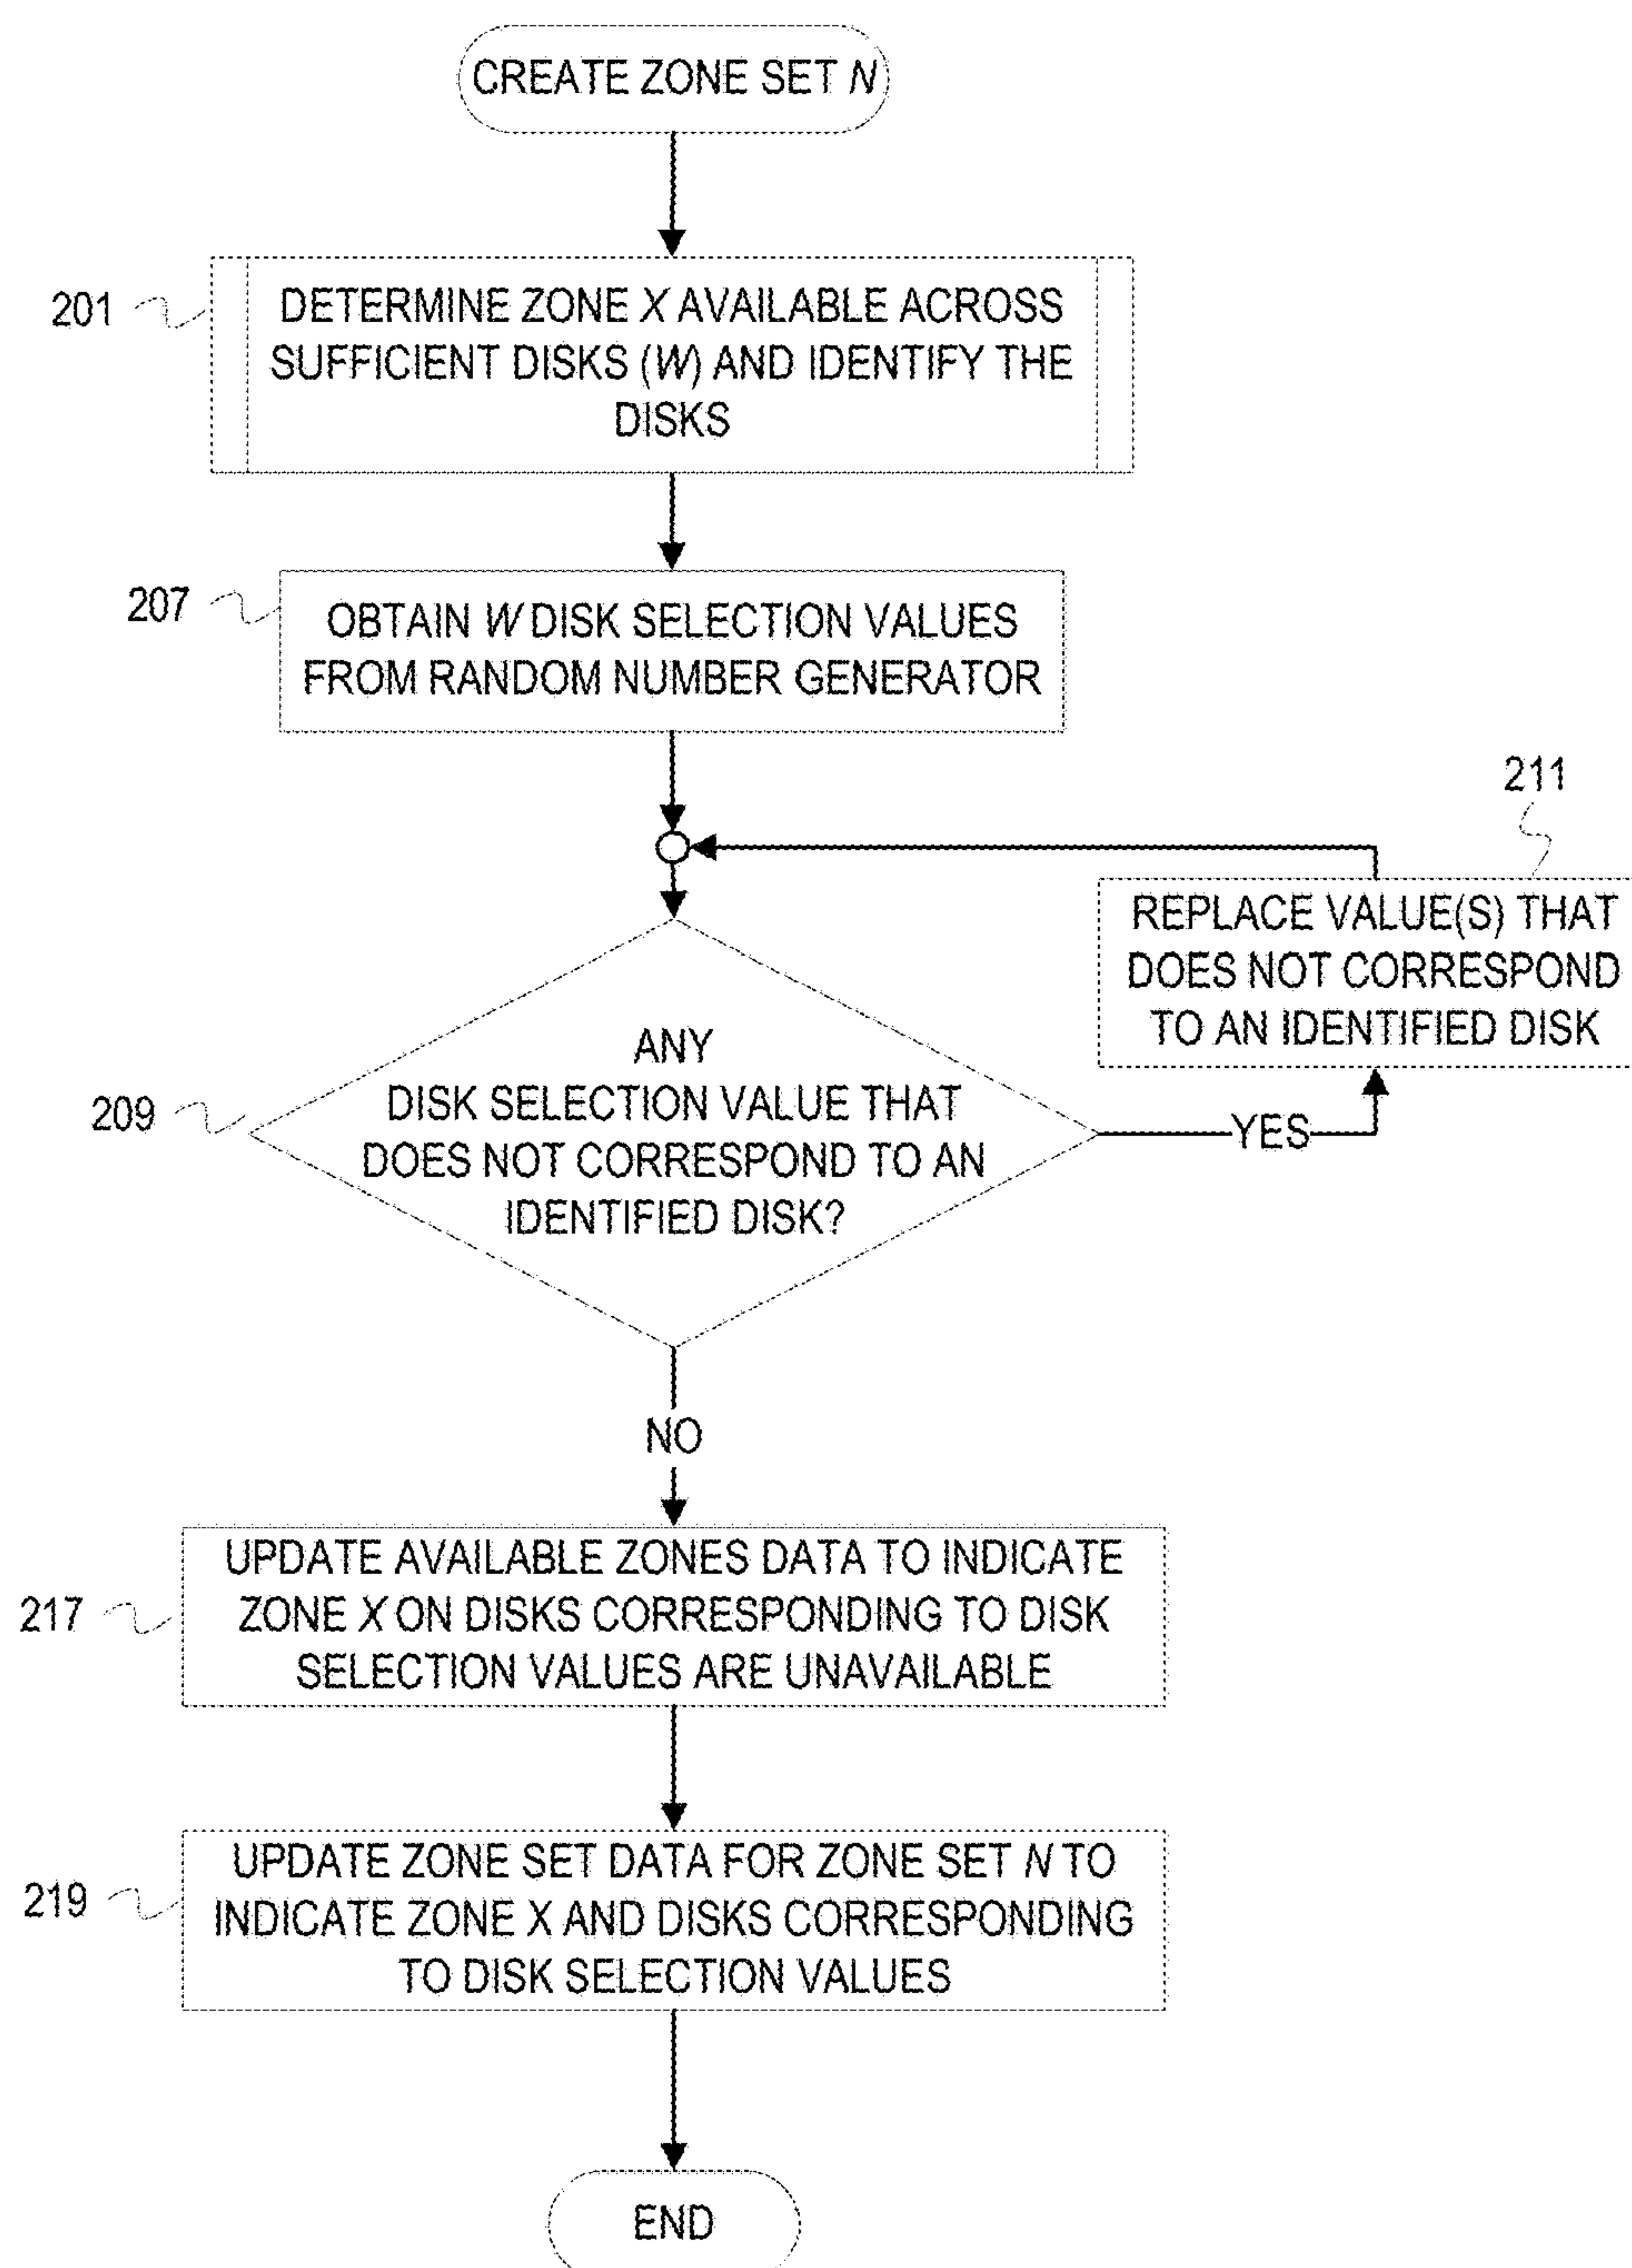 CREATE ZONE SET N
201
DETERMINE ZONE X AVAILABLE ACROSS
SUFFICIENT DISKS (W) AND IDENTIFY THE
DISKS
207
OBTAIN W DISK SELECTION VALUES
FROM RANDOM NUMBER GENERATOR
211
REPLACE VALUE(S) THAT
DOES NOT CORRESPOND
TO AN IDENTIFIED DISK
209
ANY
DISK SELECTION VALUE THAT
DOES NOT CORRESPOND TO AN
IDENTIFIED DISK?
YES
NO
217
UPDATE AVAILABLE ZONES DATA TO INDICATE
ZONE X ON DISKS CORRESPONDING TO DISK
SELECTION VALUES ARE UNAVAILABLE
219
UPDATE ZONE SET DATA FOR ZONE SET N TO
INDICATE ZONE X AND DISKS CORRESPONDING
TO DISK SELECTION VALUES
END